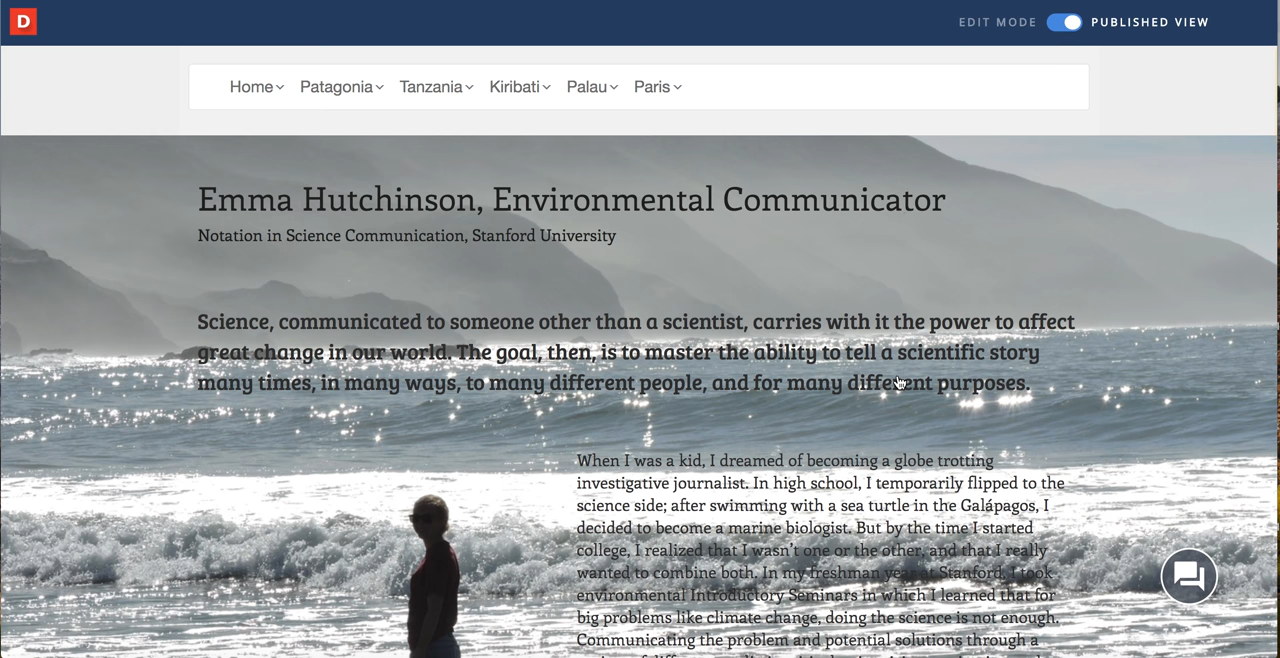 D
EDIT MODE PUBLISHED VIEW
Home Patagonia Tanzania Kiribati Palau Paris
Emma Hutchinson, Environmental Communicator
Notation in Science Communication, Stanford University
Science, communicated to someone other than a scientist, carries with it the power to affect
great change in our world. The goal, then, is to master the ability to tell a scientific story
many times, in many ways, to many different people, and for many different purposes.
When I was a kid, I dreamed of becoming a globe trotting
investigative journalist. In high school, I temporarily flipped to the
science side; after swimming with a sea turtle in the Galápagos, I
decided to become a marine biologist. But by the time I started
college, I realized that I wasn't one or the other, and that I really
wanted to combine both. In my freshman year at Stanford, I took
environmental Introductory Seminars in which I learned that for
big problems like climate change, doing the science is not enough.
Communicating the problem and potential solutions through a